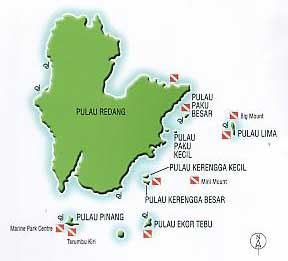 PULAU REDANG
PULAU
PAKU
BESAR
Big Mount
PULAU LIMA
PULAU
PAKU
KECIL
PULAU KERENGGA KECIL
Mini Mount
PULAU KERENGGA BESAR
PULAU PINANG
PULAU EKOR TEBU
Marine Park Centre
Terumbu Kiri
N